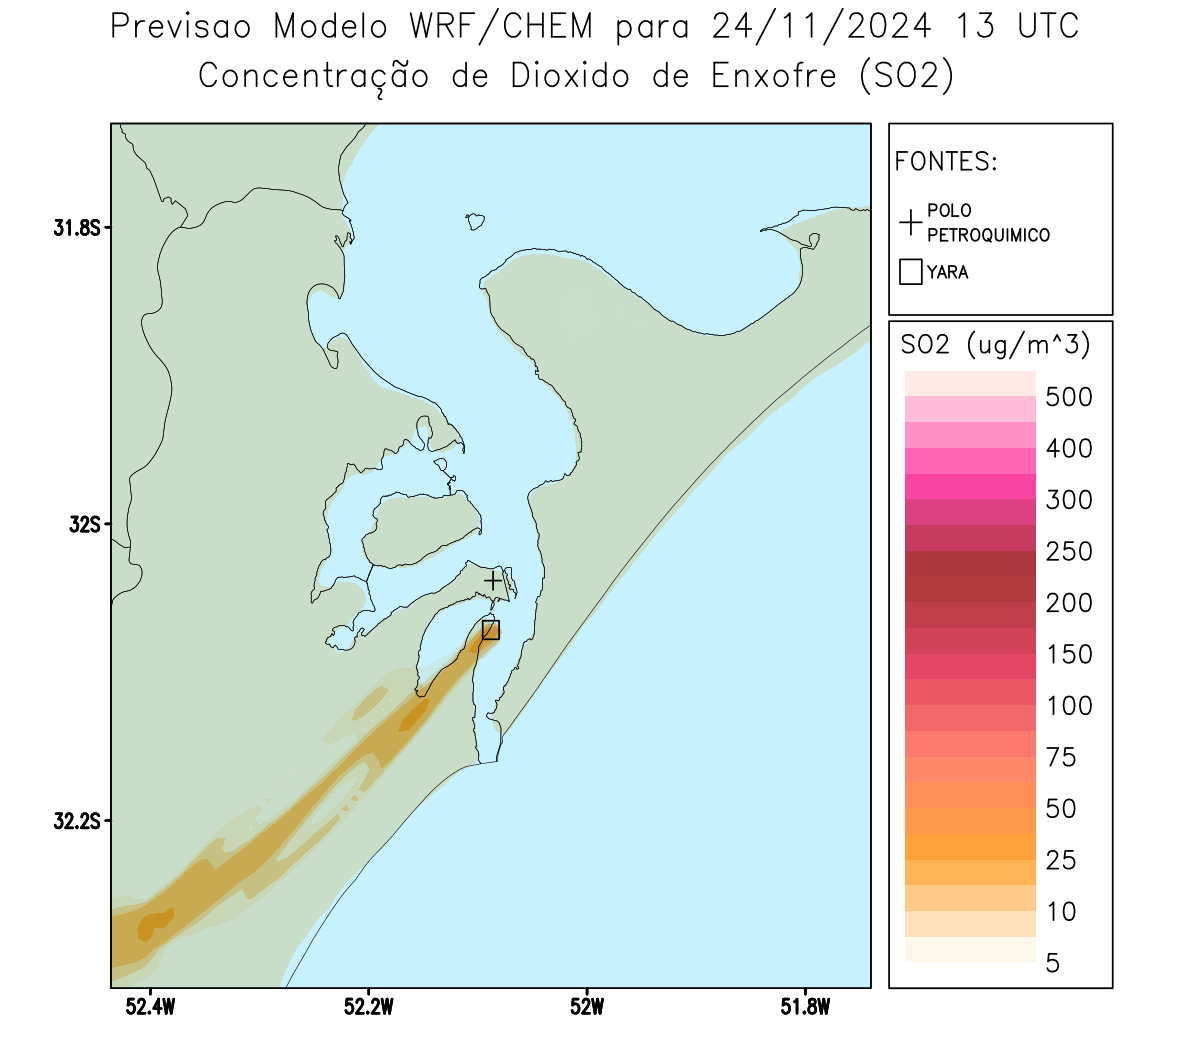 Previsao Modelo WRF/CHEM para 24/11/2024 13 UTC
Concentração de Dioxido de Enxofre (SO2)
FONTES:
POLO
PETROQUIMICO
YARA
SO2 (ug/m^3)
500
400
300
250
200
150
100
75
50
25
10
5
31.8S
32S
32.2S
52.4W
52.2W
52W
51.8W